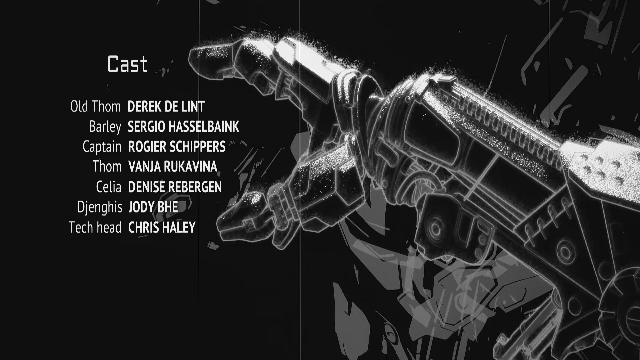 Cast
Old Thom DEREK DE LINT
Barley SERGIO HASSELBAINK
Captain ROGIER SCHIPPERS
Thom VANJA RUKAVINA
Celia DENISE REBERGEN
Djenghis JODY BHE
Tech head CHRIS HALEY